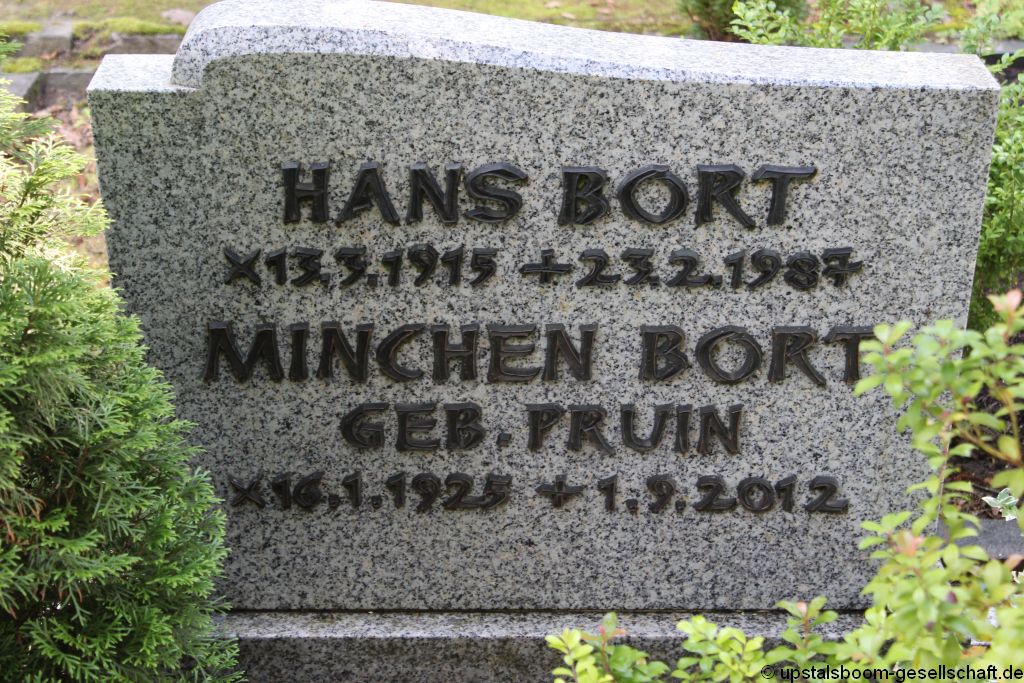 HANS BORT
×13.3.1915 +23.2.1987
MINCHEN BORT
GEB. PRUIN
×16.1.1925 +1.9.2012
© upstalsboom-gesellschaft.de